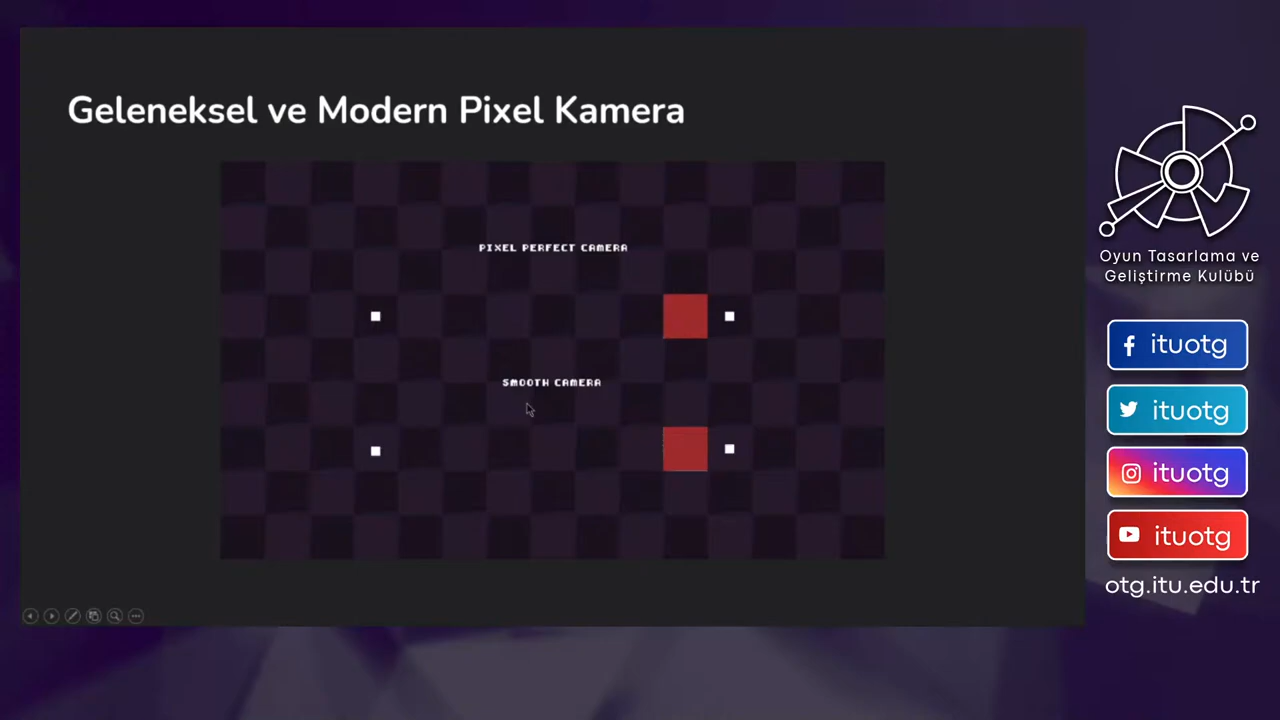 Geleneksel ve Modern Pixel Kamera
PIXEL PERFECT CAMERA
SMOOTH CAMERA
Oyun Tasarlama ve
Geliştirme Kulübü
ituotg
ituotg
ituotg
ituotg
otg.itu.edu.tr